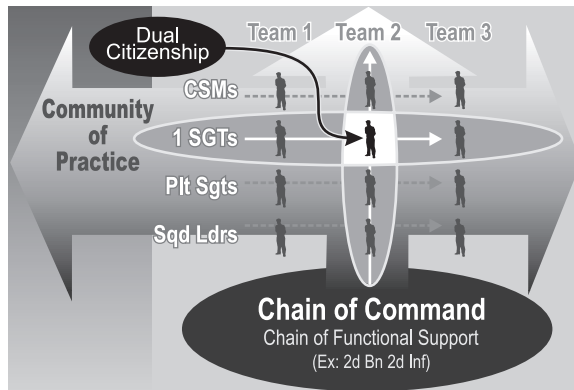 Dual
Citizenship
Team 1 Team 2 Team 3
Community
of
Practice
CSMs
1 SGTs
Plt Sgts
Sqd Ldrs
Chain of Command
Chain of Functional Support
(Ex: 2d Bn 2d Inf)